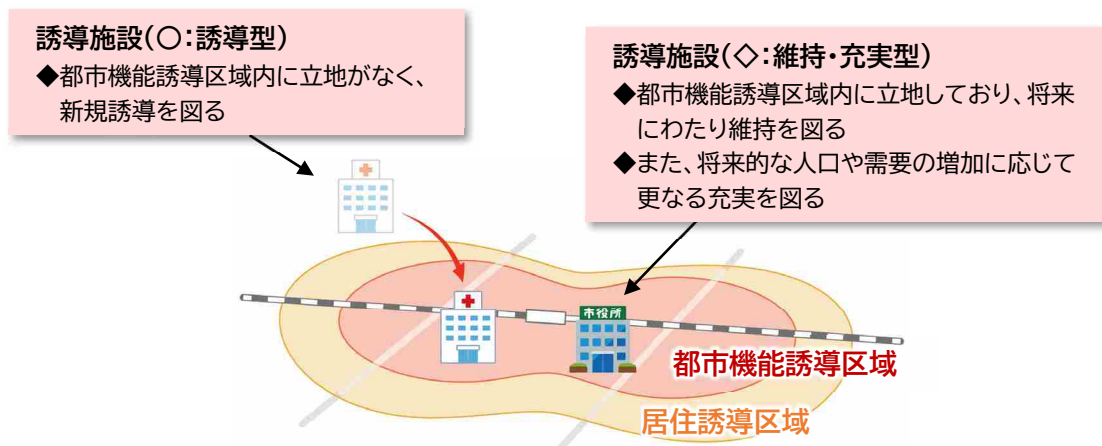 誘導施設(○:誘導型)
◆都市機能誘導区域内に立地がなく、
新規誘導を図る
誘導施設(◇:維持・充実型)
◆都市機能誘導区域内に立地しており、将来
にわたり維持を図る
◆また、将来的な人口や需要の増加に応じて
更なる充実を図る
市役所
都市機能誘導区域
居住誘導区域